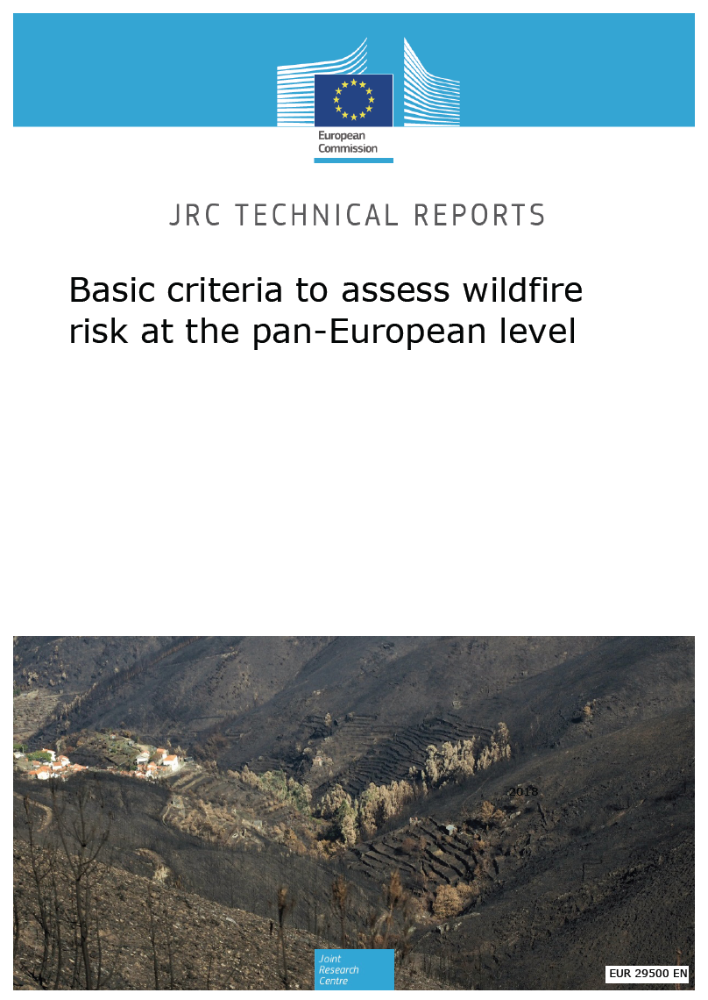 European
Commission
JRC TECHNICAL REPORTS
Basic criteria to assess wildfire
risk at the pan-European level
2018
Joint
Research
Centre
EUR 29500 EN